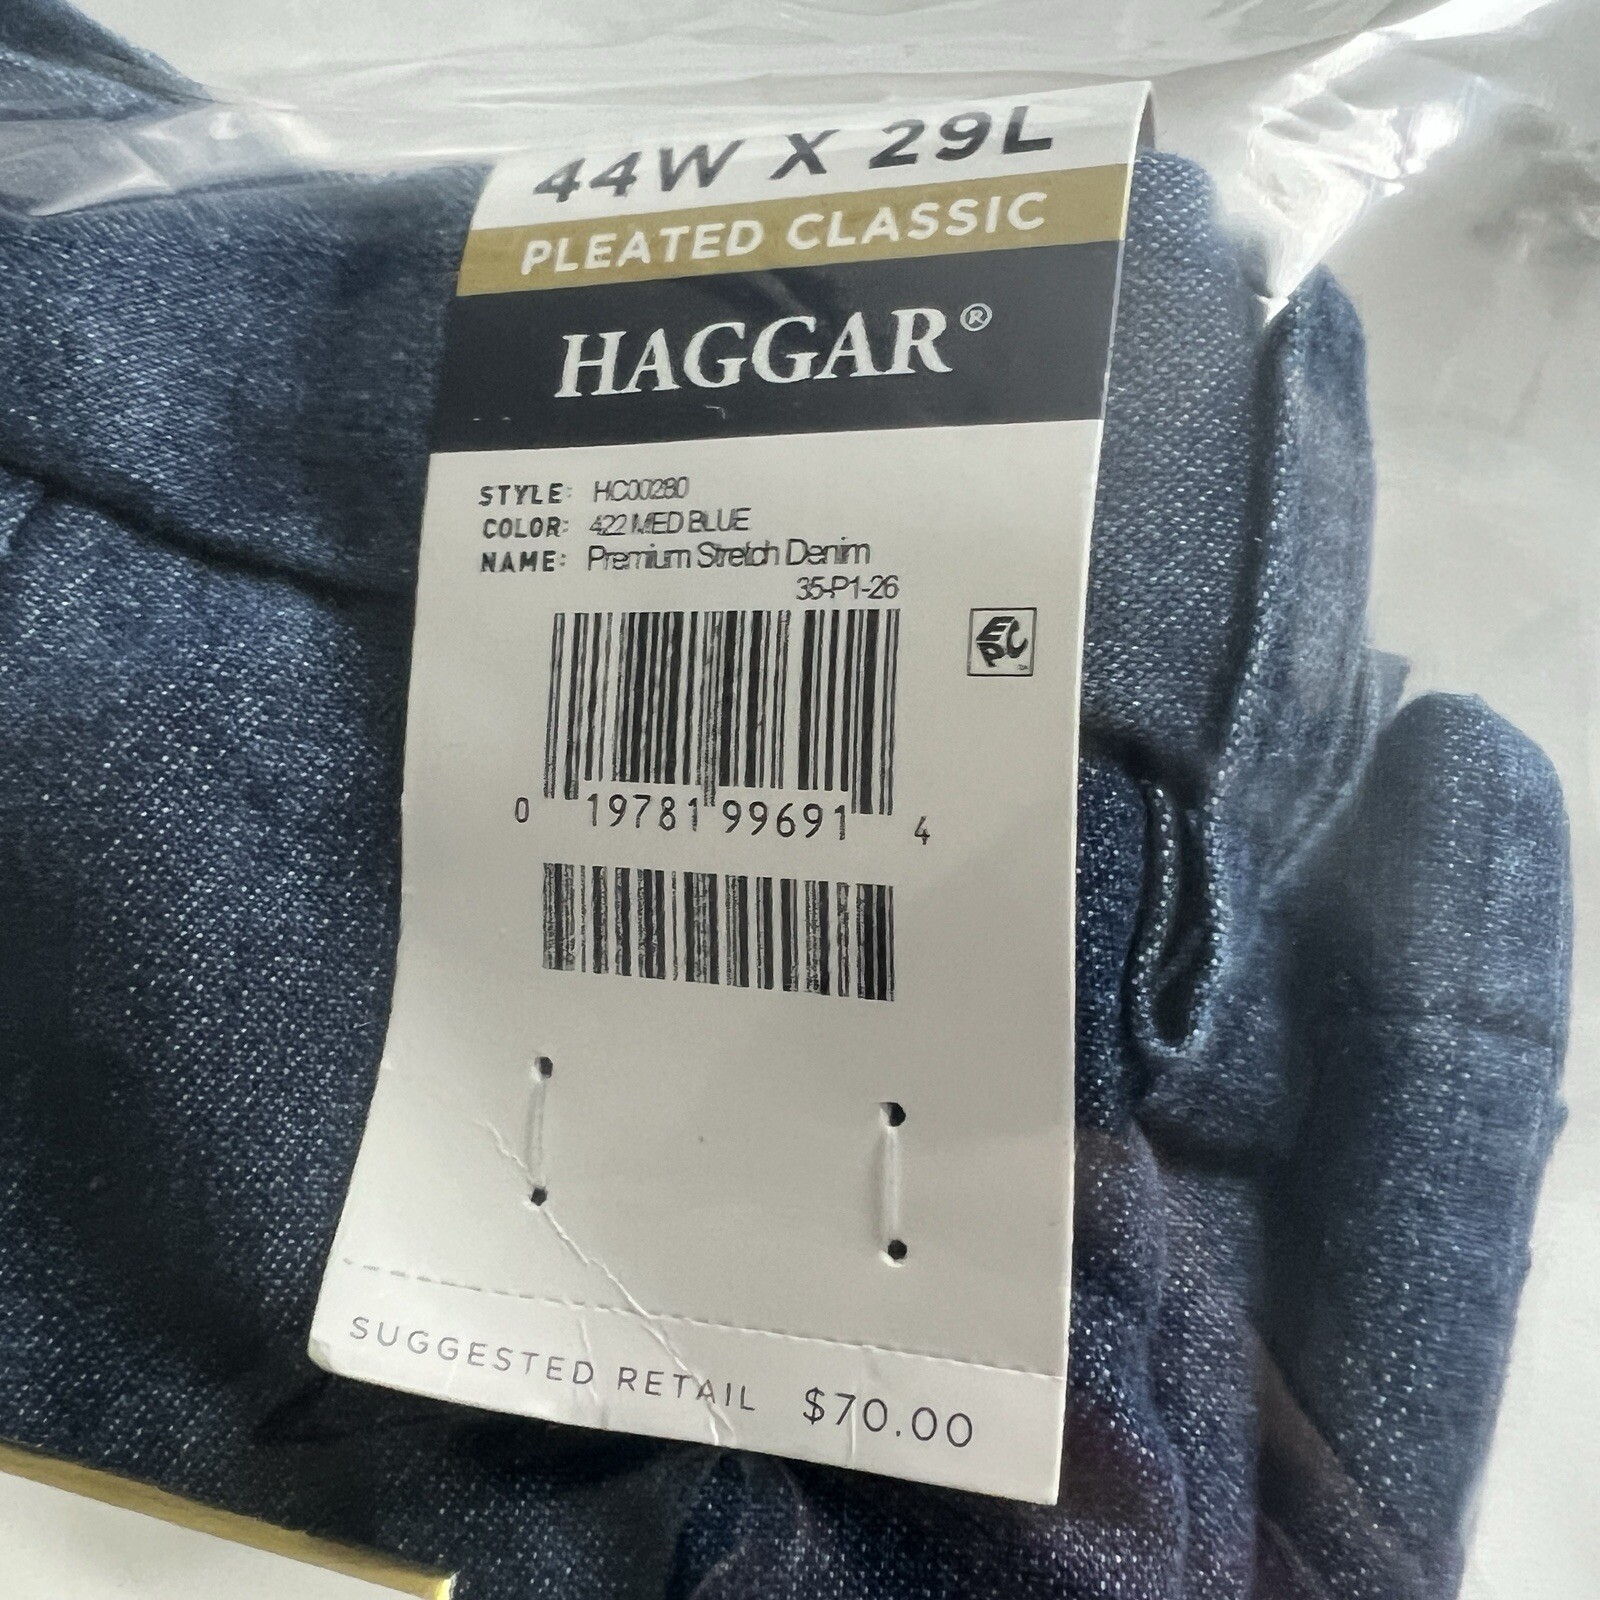 44W X 29L
PLEATED CLASSIC
HAGGAR®
STYLE: HC00280
COLOR: 422 MED BLUE
NAME: Premium Stretch Denim
35-P1-26
EPC
0 19781 99691 4
SUGGESTED RETAIL $70.00